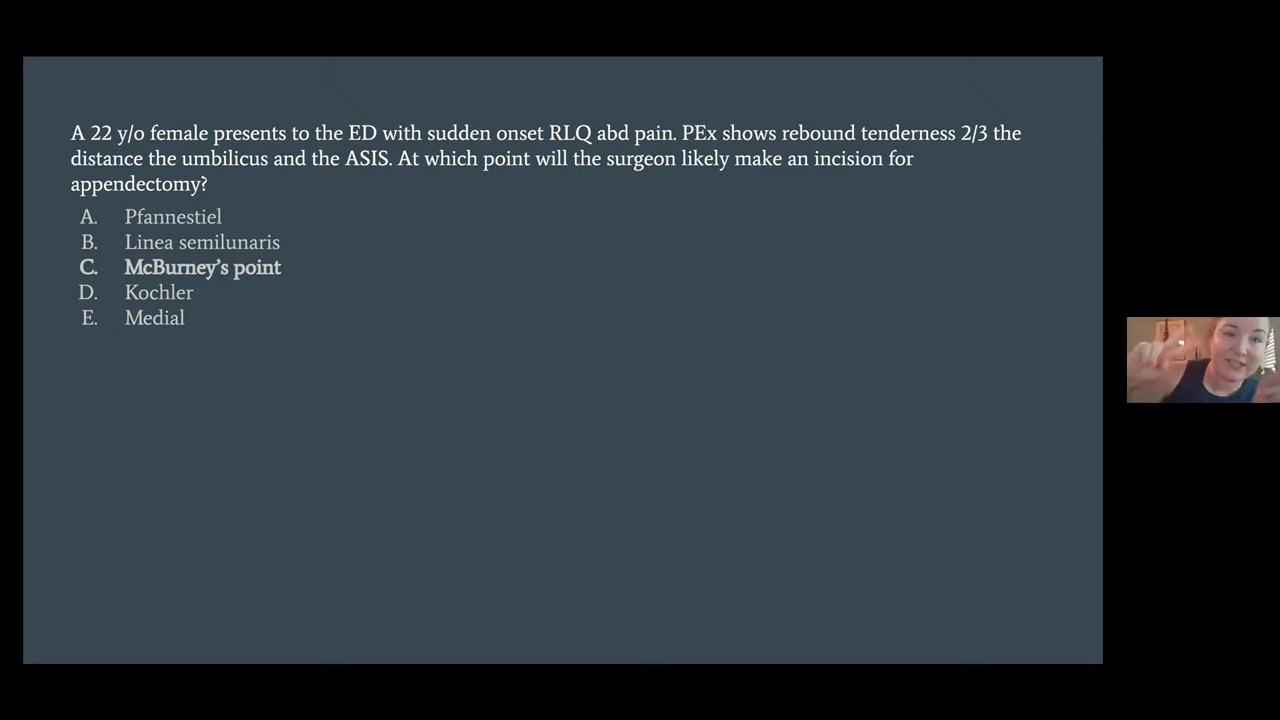 A 22 y/o female presents to the ED with sudden onset RLQ abd pain. PEx shows rebound tenderness 2/3 the
distance the umbilicus and the ASIS. At which point will the surgeon likely make an incision for
appendectomy?
A. Pfannestiel
B. Linea semilunaris
C. McBurney’s point
D. Kochler
E. Medial